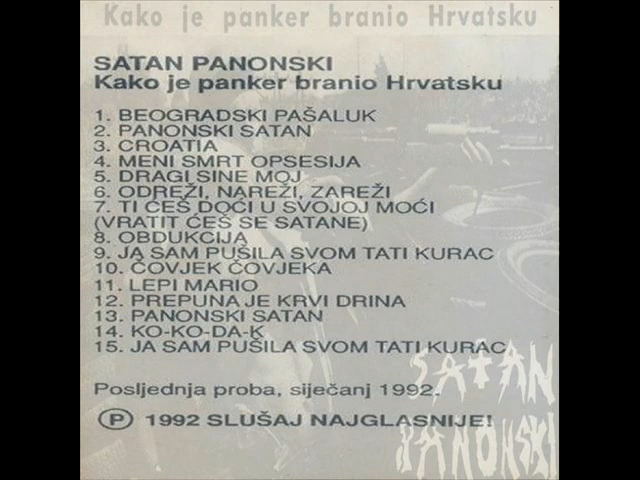 Kako je panker branio Hrvatsku
SATAN PANONSKI
Kako je panker branio Hrvatsku
1. BEOGRADSKI PAŠALUK
2. PANONSKI SATAN
3. CROATIA
4. MENI SMRT OPSESIJA
5. DRAGI SINE MOJ
6. ODREŽI, NAREŽI, ZAREŽI
7. TI ĆEŠ DOĆI U SVOJOJ MOĆI
(VRATIT ĆEŠ SE SATANE)
8. OBDUKCIJA
9. JA SAM PUŠILA SVOM TATI KURAC
10. ČOVJEK ČOVJEKA
11. LEPI MARIO
12. PREPUNA JE KRVI DRINA
13. PANONSKI SATAN
14. KO-KO-DA-K
15. JA SAM PUŠILA SVOM TATI KURAC
Posljednja proba, siječanj 1992.
Ⓟ 1992 SLUŠAJ NAJGLASNIJE!
SATAN
PANONSKI